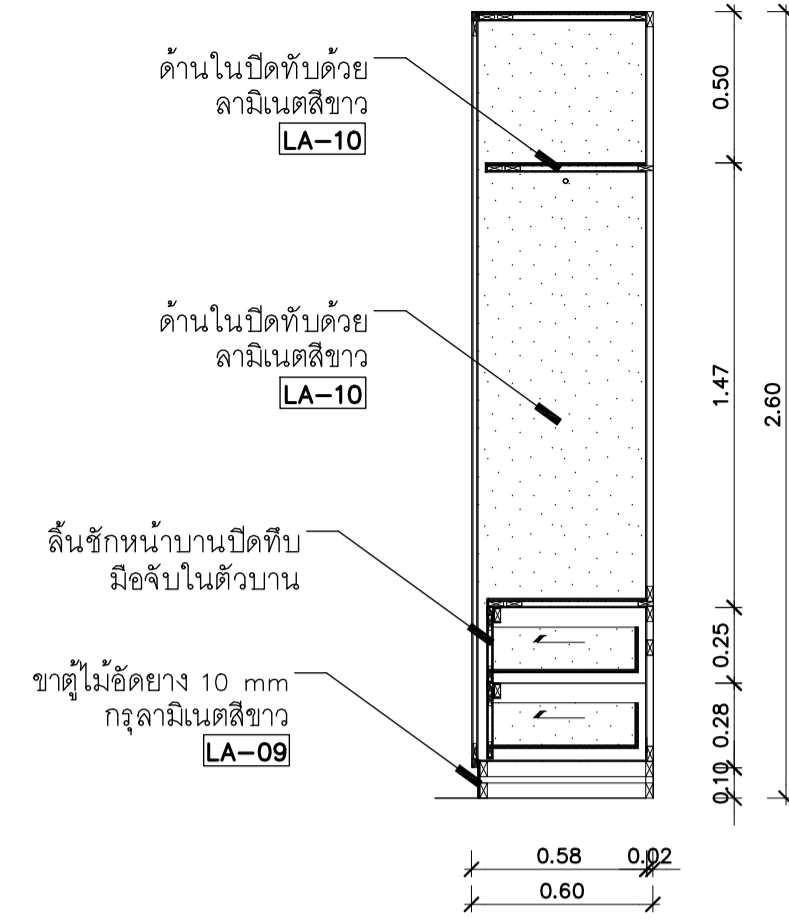 ด้านในปิดทับด้วย
ลามิเนตสีขาว
LA-10
ด้านในปิดทับด้วย
ลามิเนตสีขาว
LA-10
ลิ้นชักหน้าบานปิดทึบ
มือจับในตัวบาน
ขาตู้ไม้อัดยาง 10 mm
กรุลามิเนตสีขาว
LA-09
0.50
1.47
2.60
0.25
0.28
0.10
0.58
0.02
0.60